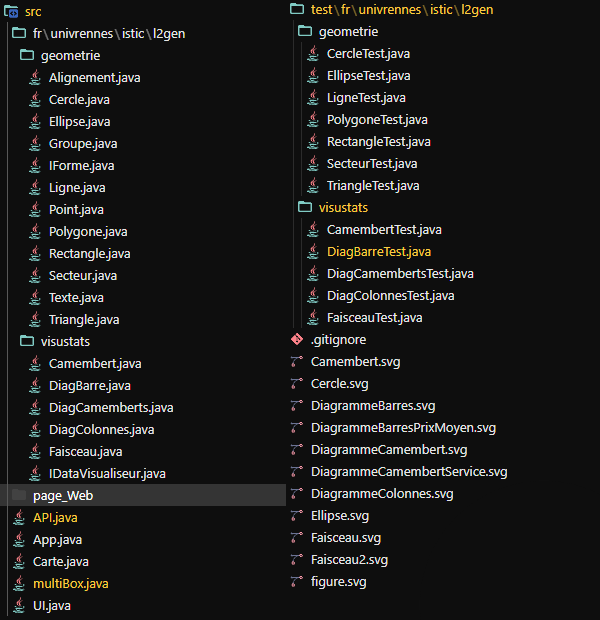 src
fr\univrennes\istic\l2gen
geometrie
Alignement.java
Cercle.java
Ellipse.java
Groupe.java
IForme.java
Ligne.java
Point.java
Polygone.java
Rectangle.java
Secteur.java
Texte.java
Triangle.java
visustats
Camembert.java
DiagBarre.java
DiagCamemberts.java
DiagColonnes.java
Faisceau.java
IDataVisualiseur.java
page_Web
API.java
App.java
Carte.java
multiBox.java
UI.java
test\fr\univrennes\istic\l2gen
geometrie
CercleTest.java
EllipseTest.java
LigneTest.java
PolygoneTest.java
RectangleTest.java
SecteurTest.java
TriangleTest.java
visustats
CamembertTest.java
DiagBarreTest.java
DiagCamembertsTest.java
DiagColonnesTest.java
FaisceauTest.java
.gitignore
Camembert.svg
Cercle.svg
DiagrammeBarres.svg
DiagrammeBarresPrixMoyen.svg
DiagrammeCamembert.svg
DiagrammeCamembertService.svg
DiagrammeColonnes.svg
Ellipse.svg
Faisceau.svg
Faisceau2.svg
figure.svg